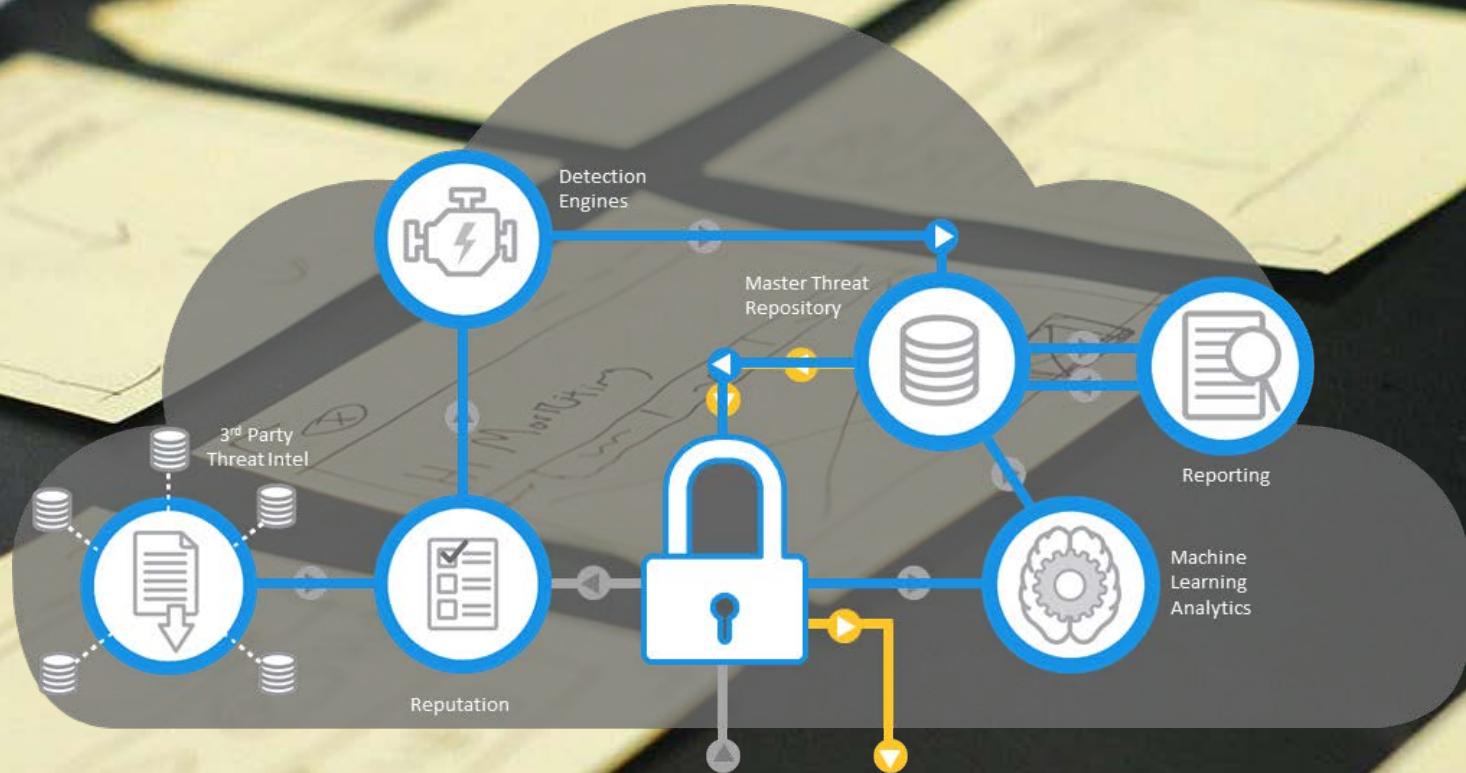 Detection
Engines
Master Threat
Repository
3rd Party
Threat Intel
Reporting
Machine
Learning
Analytics
Reputation